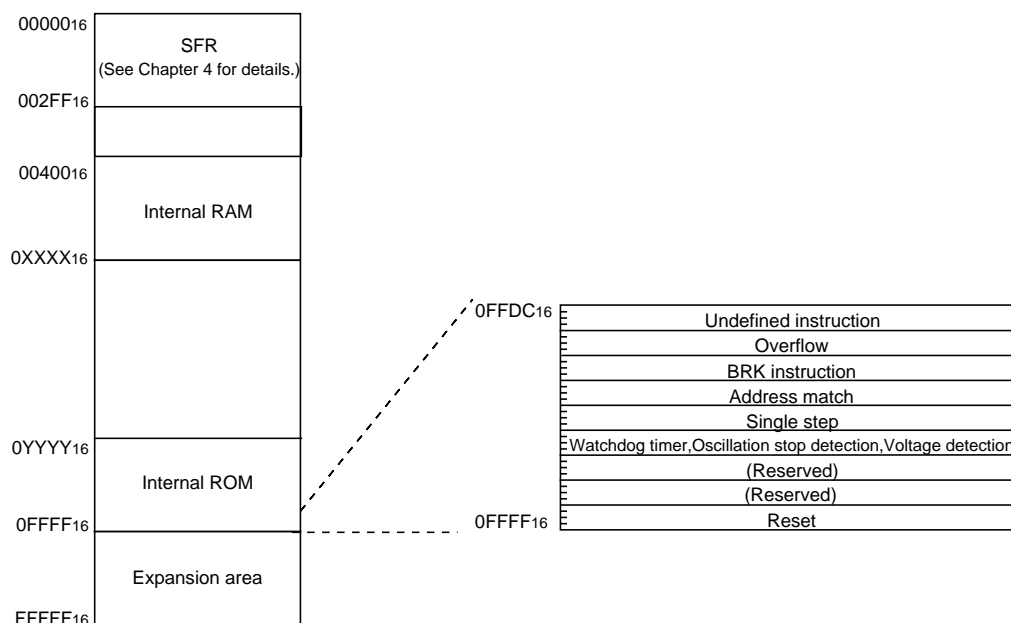 0000016
SFR
(See Chapter 4 for details.)
002FF16
0040016
Internal RAM
0XXXX16
0YYYY16
Internal ROM
0FFFF16
Expansion area
FFFFF16
0FFDC16
Undefined instruction
Overflow
BRK instruction
Address match
Single step
Watchdog timer,Oscillation stop detection,Voltage detection
(Reserved)
(Reserved)
0FFFF16
Reset